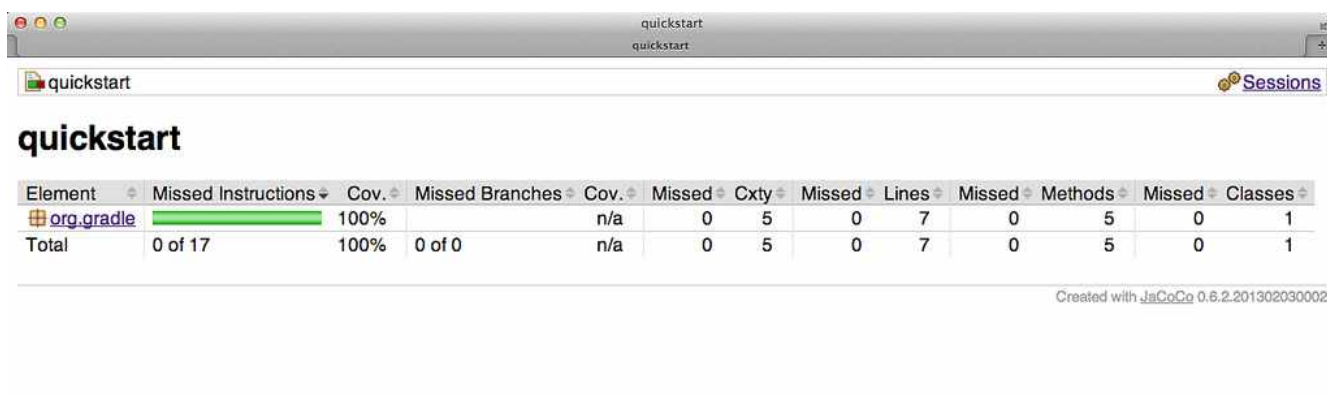 quickstart
quickstart
quickstart Sessions
quickstart
Element Missed Instructions Cov. Missed Branches Cov. Missed Cxty Missed Lines Missed Methods Missed Classes
org.gradle 100% n/a 0 5 0 7 0 5 0 1
Total 0 of 17 100% 0 of 0 n/a 0 5 0 7 0 5 0 1
Created with JaCoCo 0.6.2.201302030002